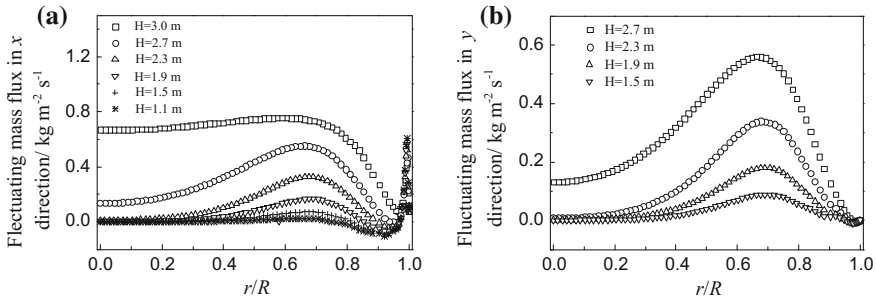 (a)
Flectuating mass flux in x
direction/ kg m-2 s-1
1.2
0.8
0.4
0.0
H=3.0 m
H=2.7 m
H=2.3 m
H=1.9 m
H=1.5 m
H=1.1 m
0.0 0.2 0.4 0.6 0.8 1.0
r/R
(b)
Fluctuating mass flux in y
direction/ kg m-2 s-1
0.6
0.4
0.2
0.0
H=2.7 m
H=2.3 m
H=1.9 m
H=1.5 m
0.0 0.2 0.4 0.6 0.8 1.0
r/R